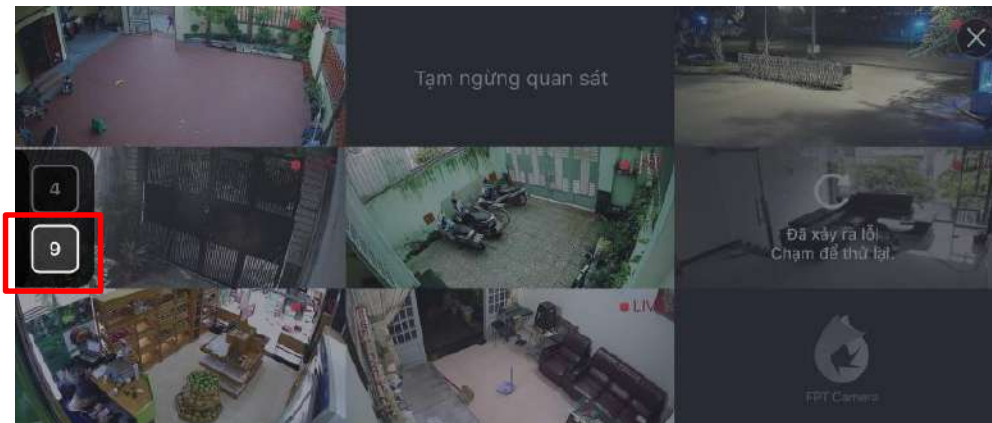 Tạm ngừng quan sát
4
9
Đã xảy ra lỗi.
Chạm để thử lại.
LIVE
FPT Camera